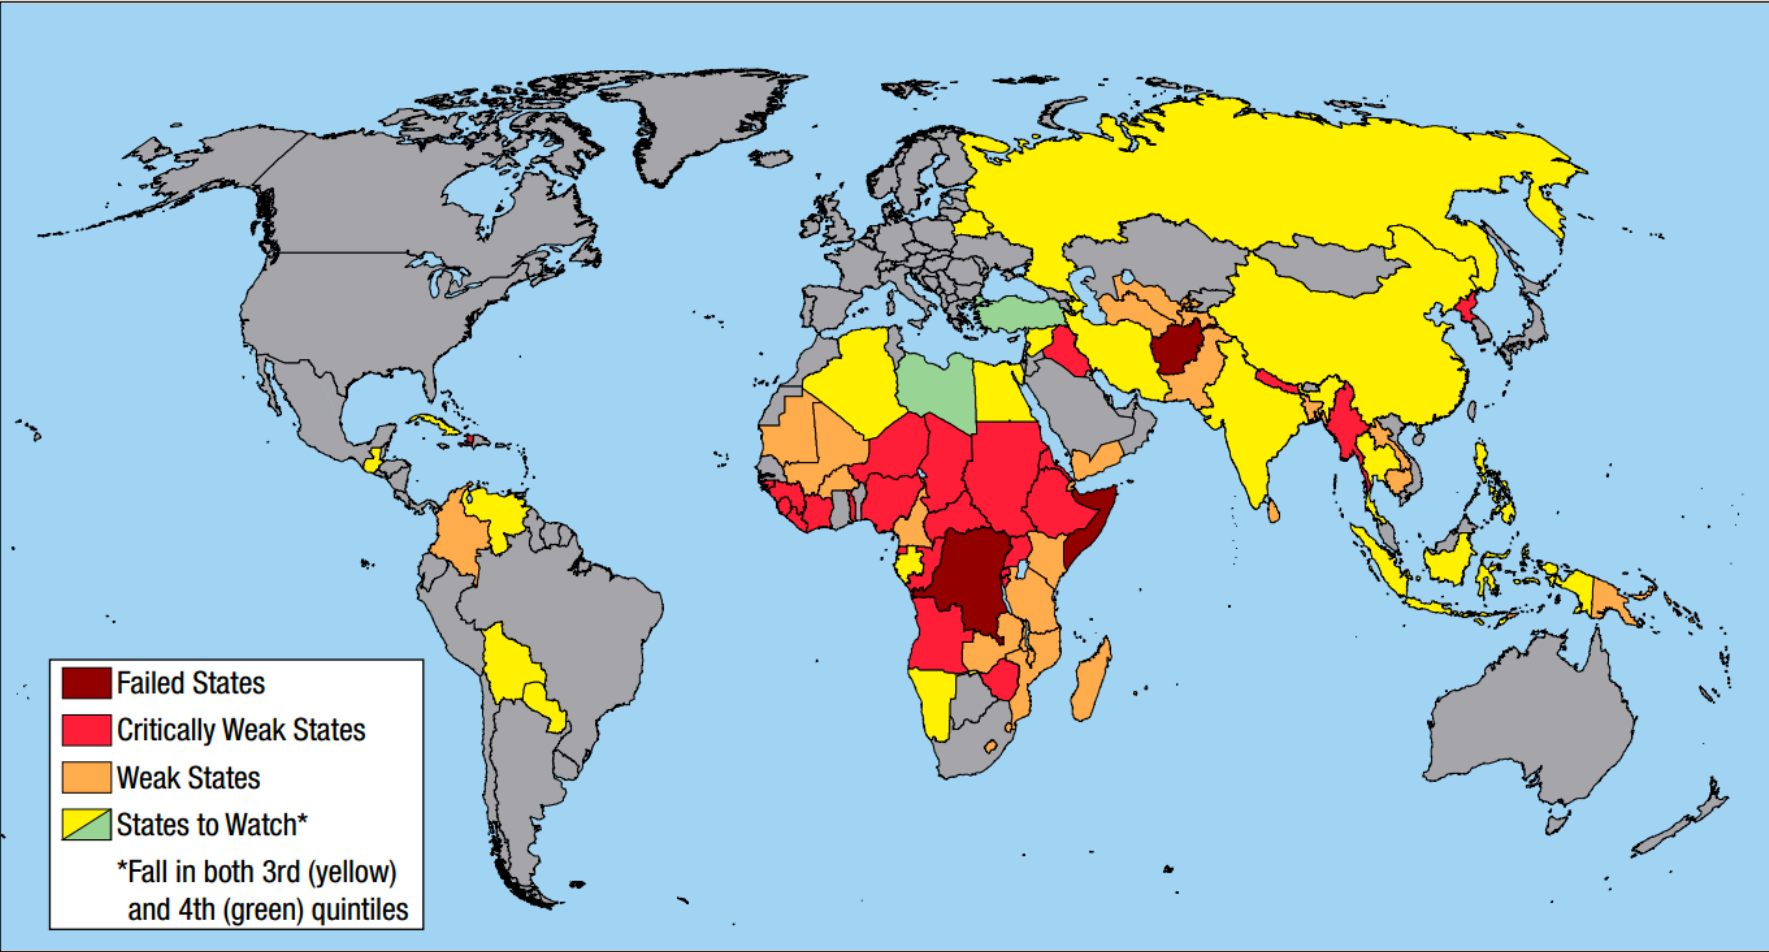 Failed States
Critically Weak States
Weak States
States to Watch*
*Fall in both 3rd (yellow)
and 4th (green) quintiles